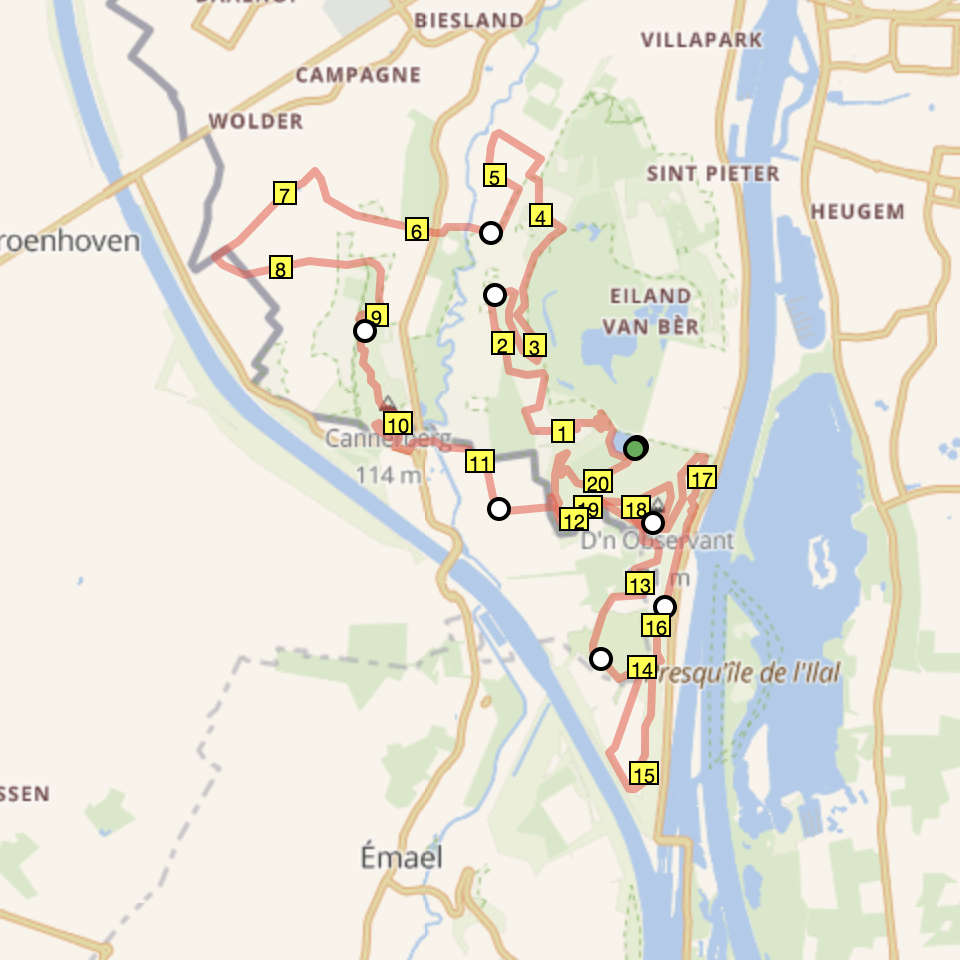 BIESLAND
VILLAPARK
CAMPAGNE
WOLDER
5
SINT PIETER
7
4
HEUGEM
6
roenhoven
8
EILAND
VAN BÈR
9
2
3
10
1
Cannerberg
114 m
11
17
20
19
18
12
D'n Observant
13
m
16
14
resqu'île de l'Ilal
15
SSEN
Émael